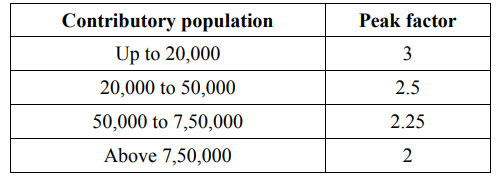 Contributory population Peak factor
Up to 20,000 3
20,000 to 50,000 2.5
50,000 to 7,50,000 2.25
Above 7,50,000 2